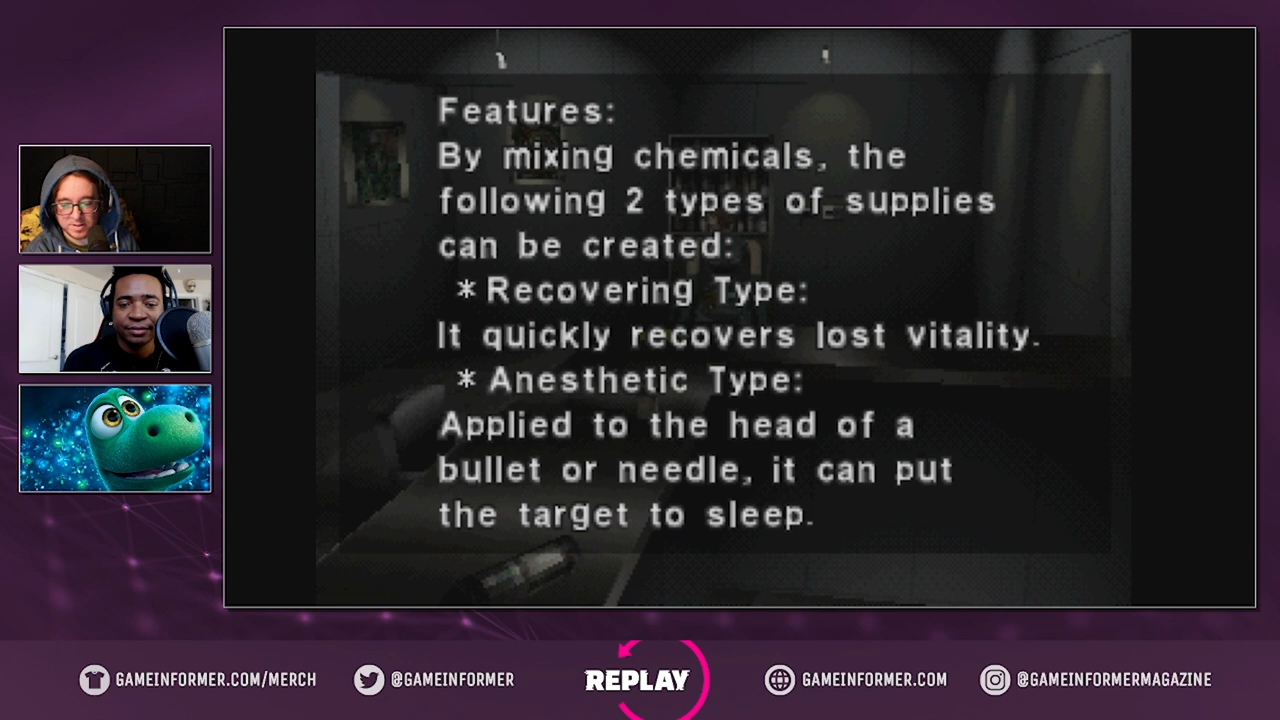 Features:
By mixing chemicals, the
following 2 types of supplies
can be created:
* Recovering Type:
It quickly recovers lost vitality.
* Anesthetic Type:
Applied to the head of a
bullet or needle, it can put
the target to sleep.
GAMEINFORMER.COM/MERCH
@GAMEINFORMER
REPLAY
GAMEINFORMER.COM
@GAMEINFORMERMAGAZINE